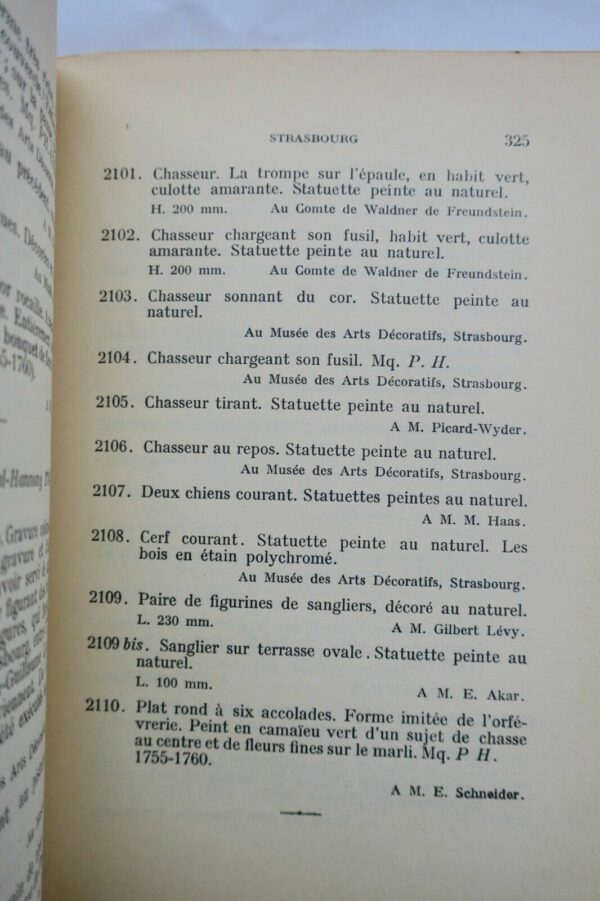 STRASBOURG 325
2101. Chasseur. La trompe sur l'épaule, en habit vert,
culotte amarante. Statuette peinte au naturel.
H. 200 mm. Au Comte de Waldner de Freundstein.
2102. Chasseur chargeant son fusil, habit vert, culotte
amarante. Statuette peinte au naturel.
H. 200 mm. Au Comte de Waldner de Freundstein.
2103. Chasseur sonnant du cor. Statuette peinte au
naturel.
Au Musée des Arts Décoratifs, Strasbourg.
2104. Chasseur chargeant son fusil. Mq. P. H.
Au Musée des Arts Décoratifs, Strasbourg.
2105. Chasseur tirant. Statuette peinte au naturel.
A M. Picard-Wyder.
2106. Chasseur au repos. Statuette peinte au naturel.
Au Musée des Arts Décoratifs, Strasbourg.
2107. Deux chiens courant. Statuettes peintes au naturel.
A M. M. Haas.
2108. Cerf courant. Statuette peinte au naturel. Les
bois en étain polychromé.
Au Musée des Arts Décoratifs, Strasbourg.
2109. Paire de figurines de sangliers, décoré au naturel.
L. 230 mm. A M. Gilbert Lévy.
2109 bis. Sanglier sur terrasse ovale. Statuette peinte au
naturel.
L. 100 mm. A M. E. Akar.
2110. Plat rond à six accolades. Forme imitée de l'orfé-
vrerie. Peint en camaïeu vert d'un sujet de chasse
au centre et de fleurs fines sur le marli. Mq. P H.
1755-1760.
A M. E. Schneider.